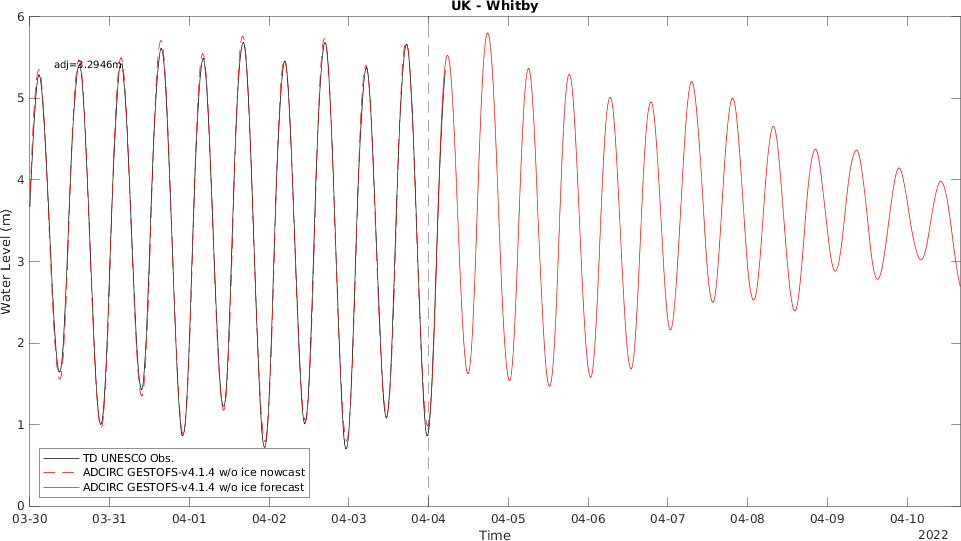 UK - Whitby
adj=3.2946m
6
5
4
3
2
1
0
Water Level (m)
TD UNESCO Obs.
ADCIRC GESTOFS-v4.1.4 w/o ice nowcast
ADCIRC GESTOFS-v4.1.4 w/o ice forecast
03-30 03-31 04-01 04-02 04-03 04-04 04-05 04-06 04-07 04-08 04-09 04-10
Time
2022